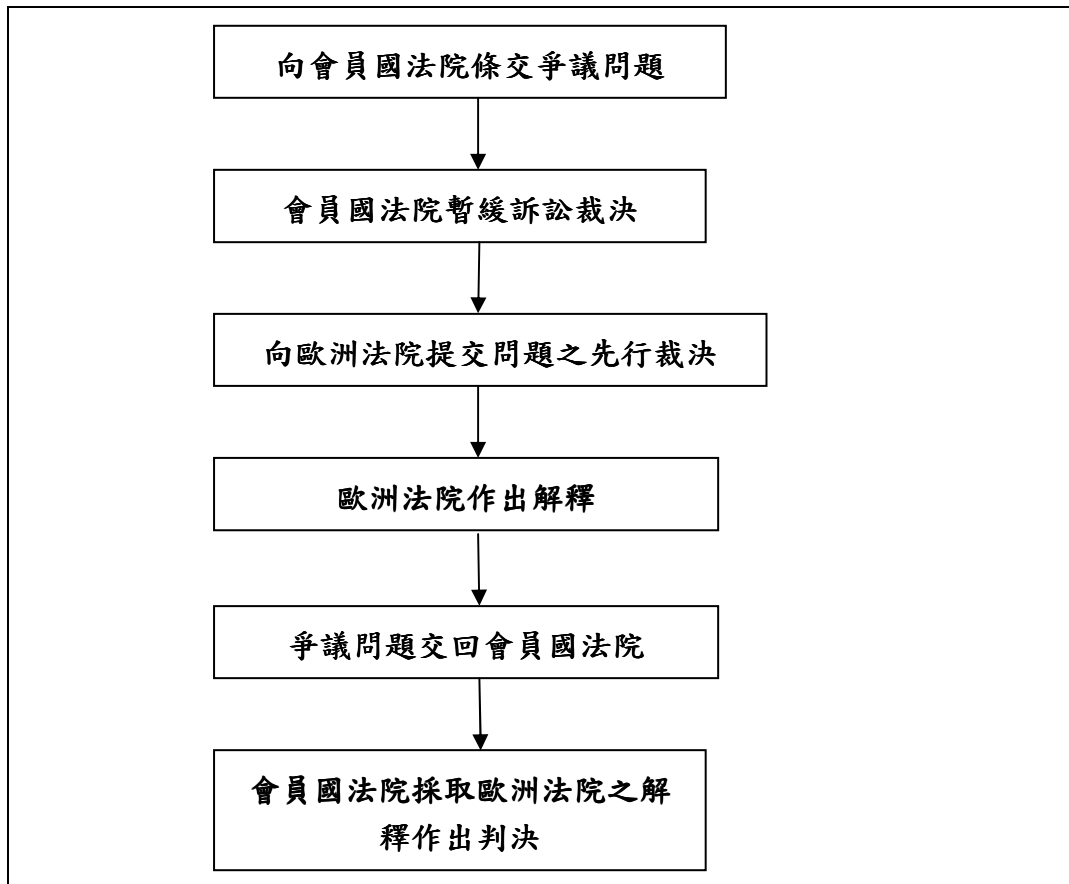 向會員國法院條交爭議問題
會員國法院暫緩訴訟裁決
向歐洲法院提交問題之先行裁決
歐洲法院作出解釋
爭議問題交回會員國法院
會員國法院採取歐洲法院之解
釋作出判決